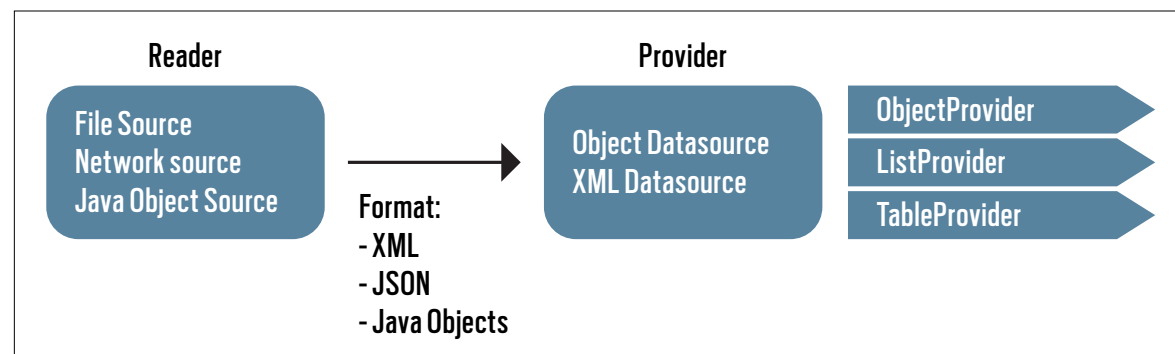 Reader
File Source
Network source
Java Object Source
Format:
- XML
- JSON
- Java Objects
Provider
Object Datasource
XML Datasource
ObjectProvider
ListProvider
TableProvider